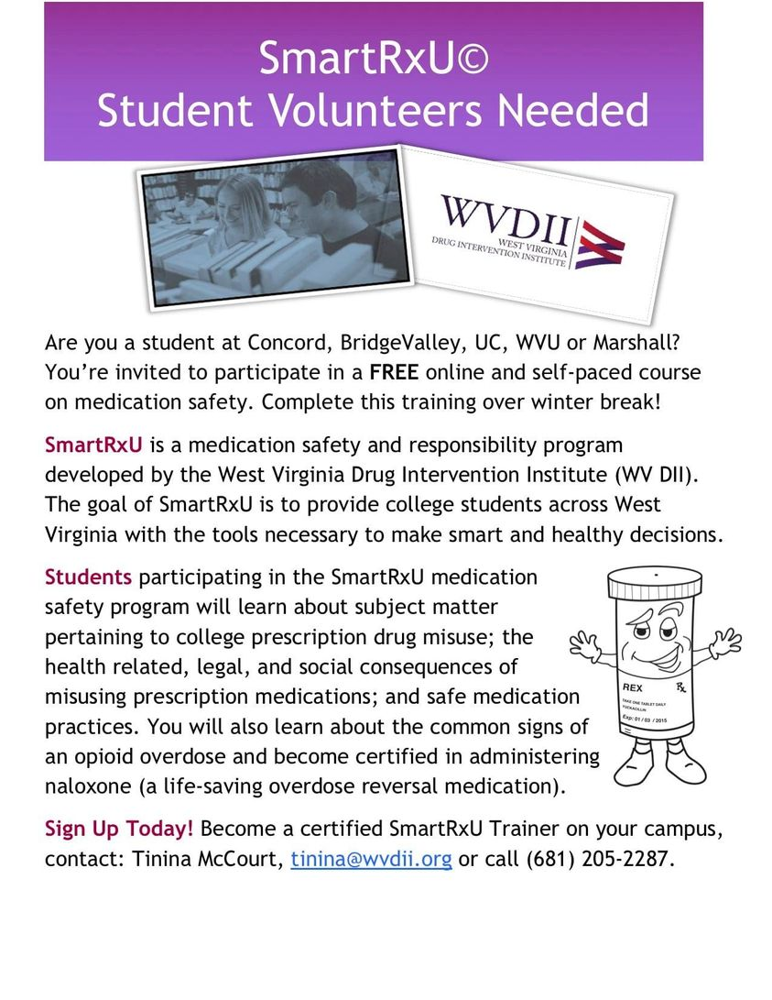 SmartRxU©
Student Volunteers Needed
WVDII
WEST VIRGINIA
DRUG INTERVENTION INSTITUTE
Are you a student at Concord, BridgeValley, UC, WVU or Marshall?
You’re invited to participate in a FREE online and self-paced course
on medication safety. Complete this training over winter break!
SmartRxU is a medication safety and responsibility program
developed by the West Virginia Drug Intervention Institute (WV DII).
The goal of SmartRxU is to provide college students across West
Virginia with the tools necessary to make smart and healthy decisions.
Students participating in the SmartRxU medication
safety program will learn about subject matter
pertaining to college prescription drug misuse; the
health related, legal, and social consequences of
misusing prescription medications; and safe medication
practices. You will also learn about the common signs of
an opioid overdose and become certified in administering
naloxone (a life-saving overdose reversal medication).
REX Rx
TAKE ONE TABLET DAILY
Exp: 01 / 03 / 2015
Sign Up Today! Become a certified SmartRxU Trainer on your campus,
contact: Tinina McCourt, tinina@wvdii.org or call (681) 205-2287.